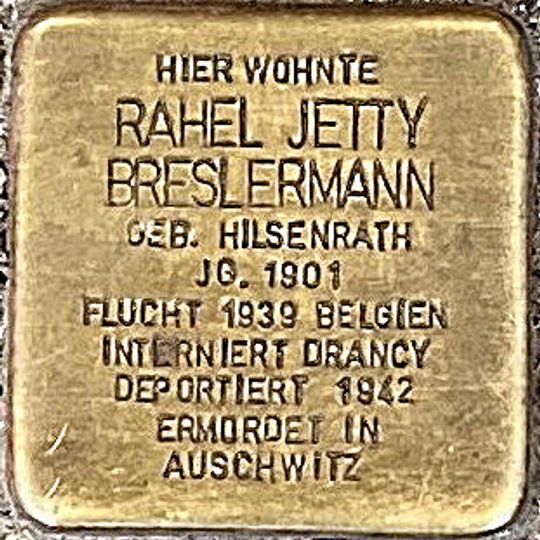 HIER WOHNTE
RAHEL JETTY
BRESLERMANN
GEB. HILSENRATH
JG. 1901
FLUCHT 1939 BELGIEN
INTERNIERT DRANCY
DEPORTIERT 1942
ERMORDET IN
AUSCHWITZ